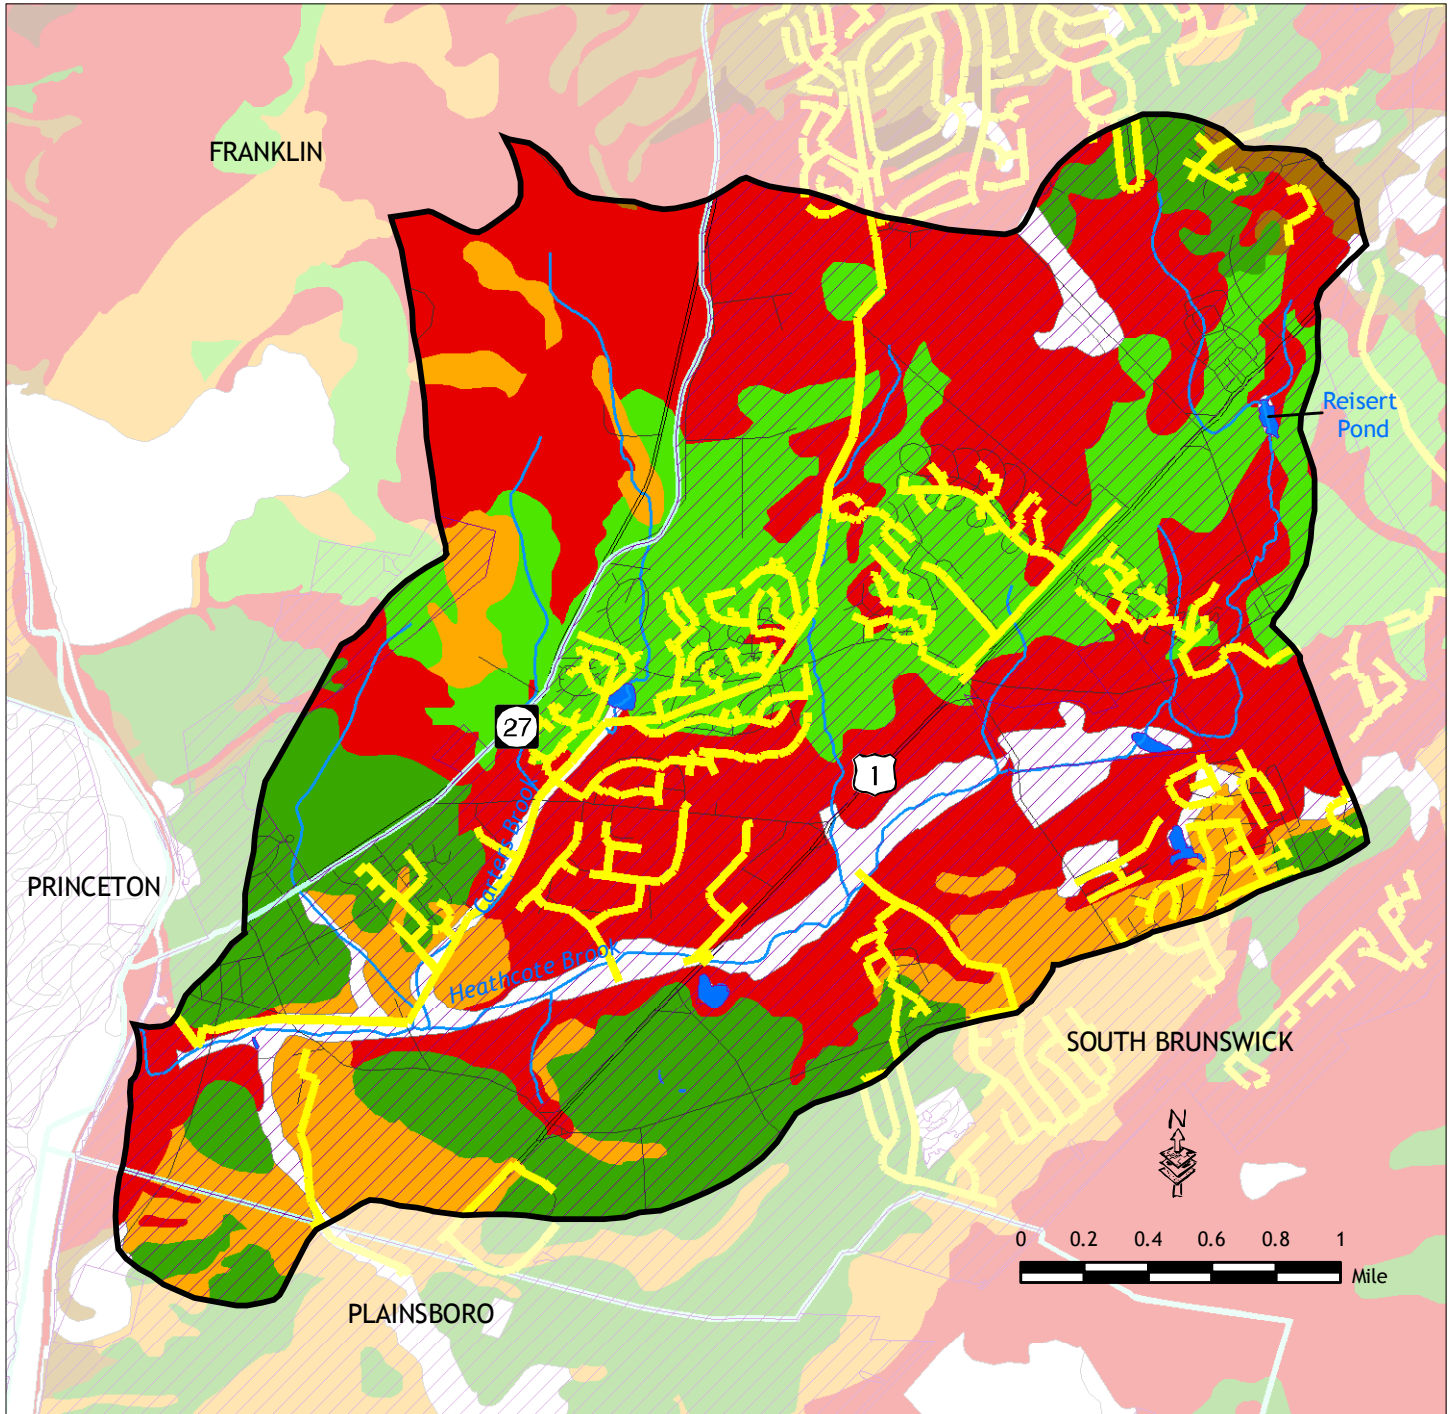 FRANKLIN
Reisert
Pond
27
1
Carters Brook
PRINCETON
Heathcote Brook
SOUTH BRUNSWICK
N
0 0.2 0.4 0.6 0.8 1
Mile
PLAINSBORO